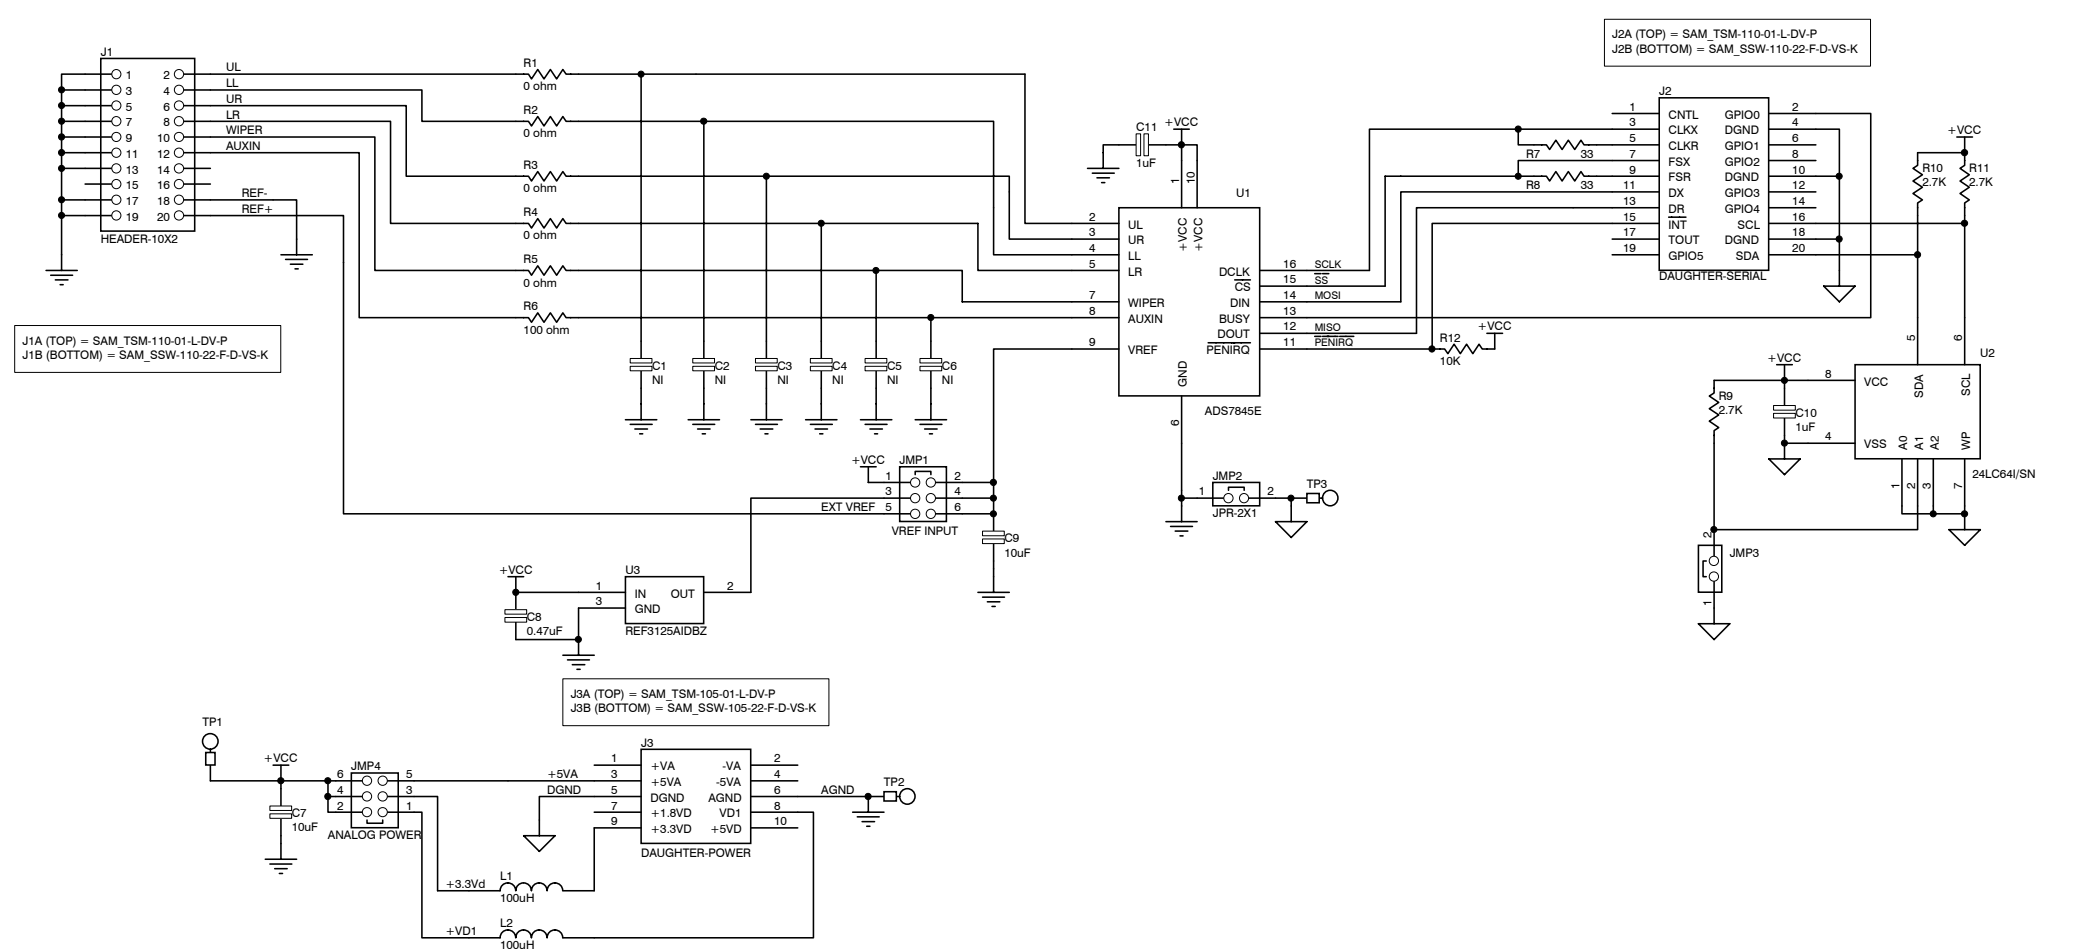 J2A (TOP) = SAM_TSM-110-01-L-DV-P
J2B (BOTTOM) = SAM_SSW-110-22-F-D-VS-K
J1
1 2 UL
3 4 LL
5 6 UR
7 8 LR
9 10 WIPER
11 12 AUXIN
13 14
15 16
17 18 REF-
19 20 REF+
HEADER-10X2
J1A (TOP) = SAM_TSM-110-01-L-DV-P
J1B (BOTTOM) = SAM_SSW-110-22-F-D-VS-K
R1
0 ohm
R2
0 ohm
R3
0 ohm
R4
0 ohm
R5
0 ohm
R6
100 ohm
C1
NI
C2
NI
C3
NI
C4
NI
C5
NI
C6
NI
C11
1uF
+VCC
1
10
U1
+VCC
+VCC
2 UL
3 UR
4 LL
5 LR
7 WIPER
8 AUXIN
9 VREF
GND
6
DCLK 16 SCLK
CS 15 SS
DIN 14 MOSI
BUSY 13
DOUT 12 MISO
PENIRQ 11 PENIRQ
ADS7845E
R12
10K
+VCC
R7 33
R8 33
J2
1 CNTL GPIO0 2
3 CLKX DGND 4
5 CLKR GPIO1 6
7 FSX GPIO2 8
9 FSR DGND 10
11 DX GPIO3 12
13 DR GPIO4 14
15 INT SCL 16
17 TOUT DGND 18
19 GPIO5 SDA 20
DAUGHTER-SERIAL
+VCC
R10
2.7K
R11
2.7K
5
6
U2
+VCC
8 VCC
SDA
SCL
R9
2.7K
C10
1uF
4 VSS
A0
A1
A2
WP
1
2
3
7
24LC64I/SN
2
JMP3
1
+VCC
JMP1
1 2
3 4
EXT VREF 5 6
VREF INPUT
C9
10uF
1
JMP2
2
JPR-2X1
TP3
+VCC
C8
0.47uF
U3
1 IN OUT 2
3 GND
REF3125AIDBZ
J3A (TOP) = SAM_TSM-105-01-L-DV-P
J3B (BOTTOM) = SAM_SSW-105-22-F-D-VS-K
TP1
+VCC
C7
10uF
JMP4
6 5
4 3
2 1
ANALOG POWER
+5VA
DGND
J3
1 +VA -VA 2
3 +5VA -5VA 4
5 DGND AGND 6
7 +1.8VD VD1 8
9 +3.3VD +5VD 10
DAUGHTER-POWER
AGND
TP2
+3.3Vd
L1
100uH
+VD1
L2
100uH